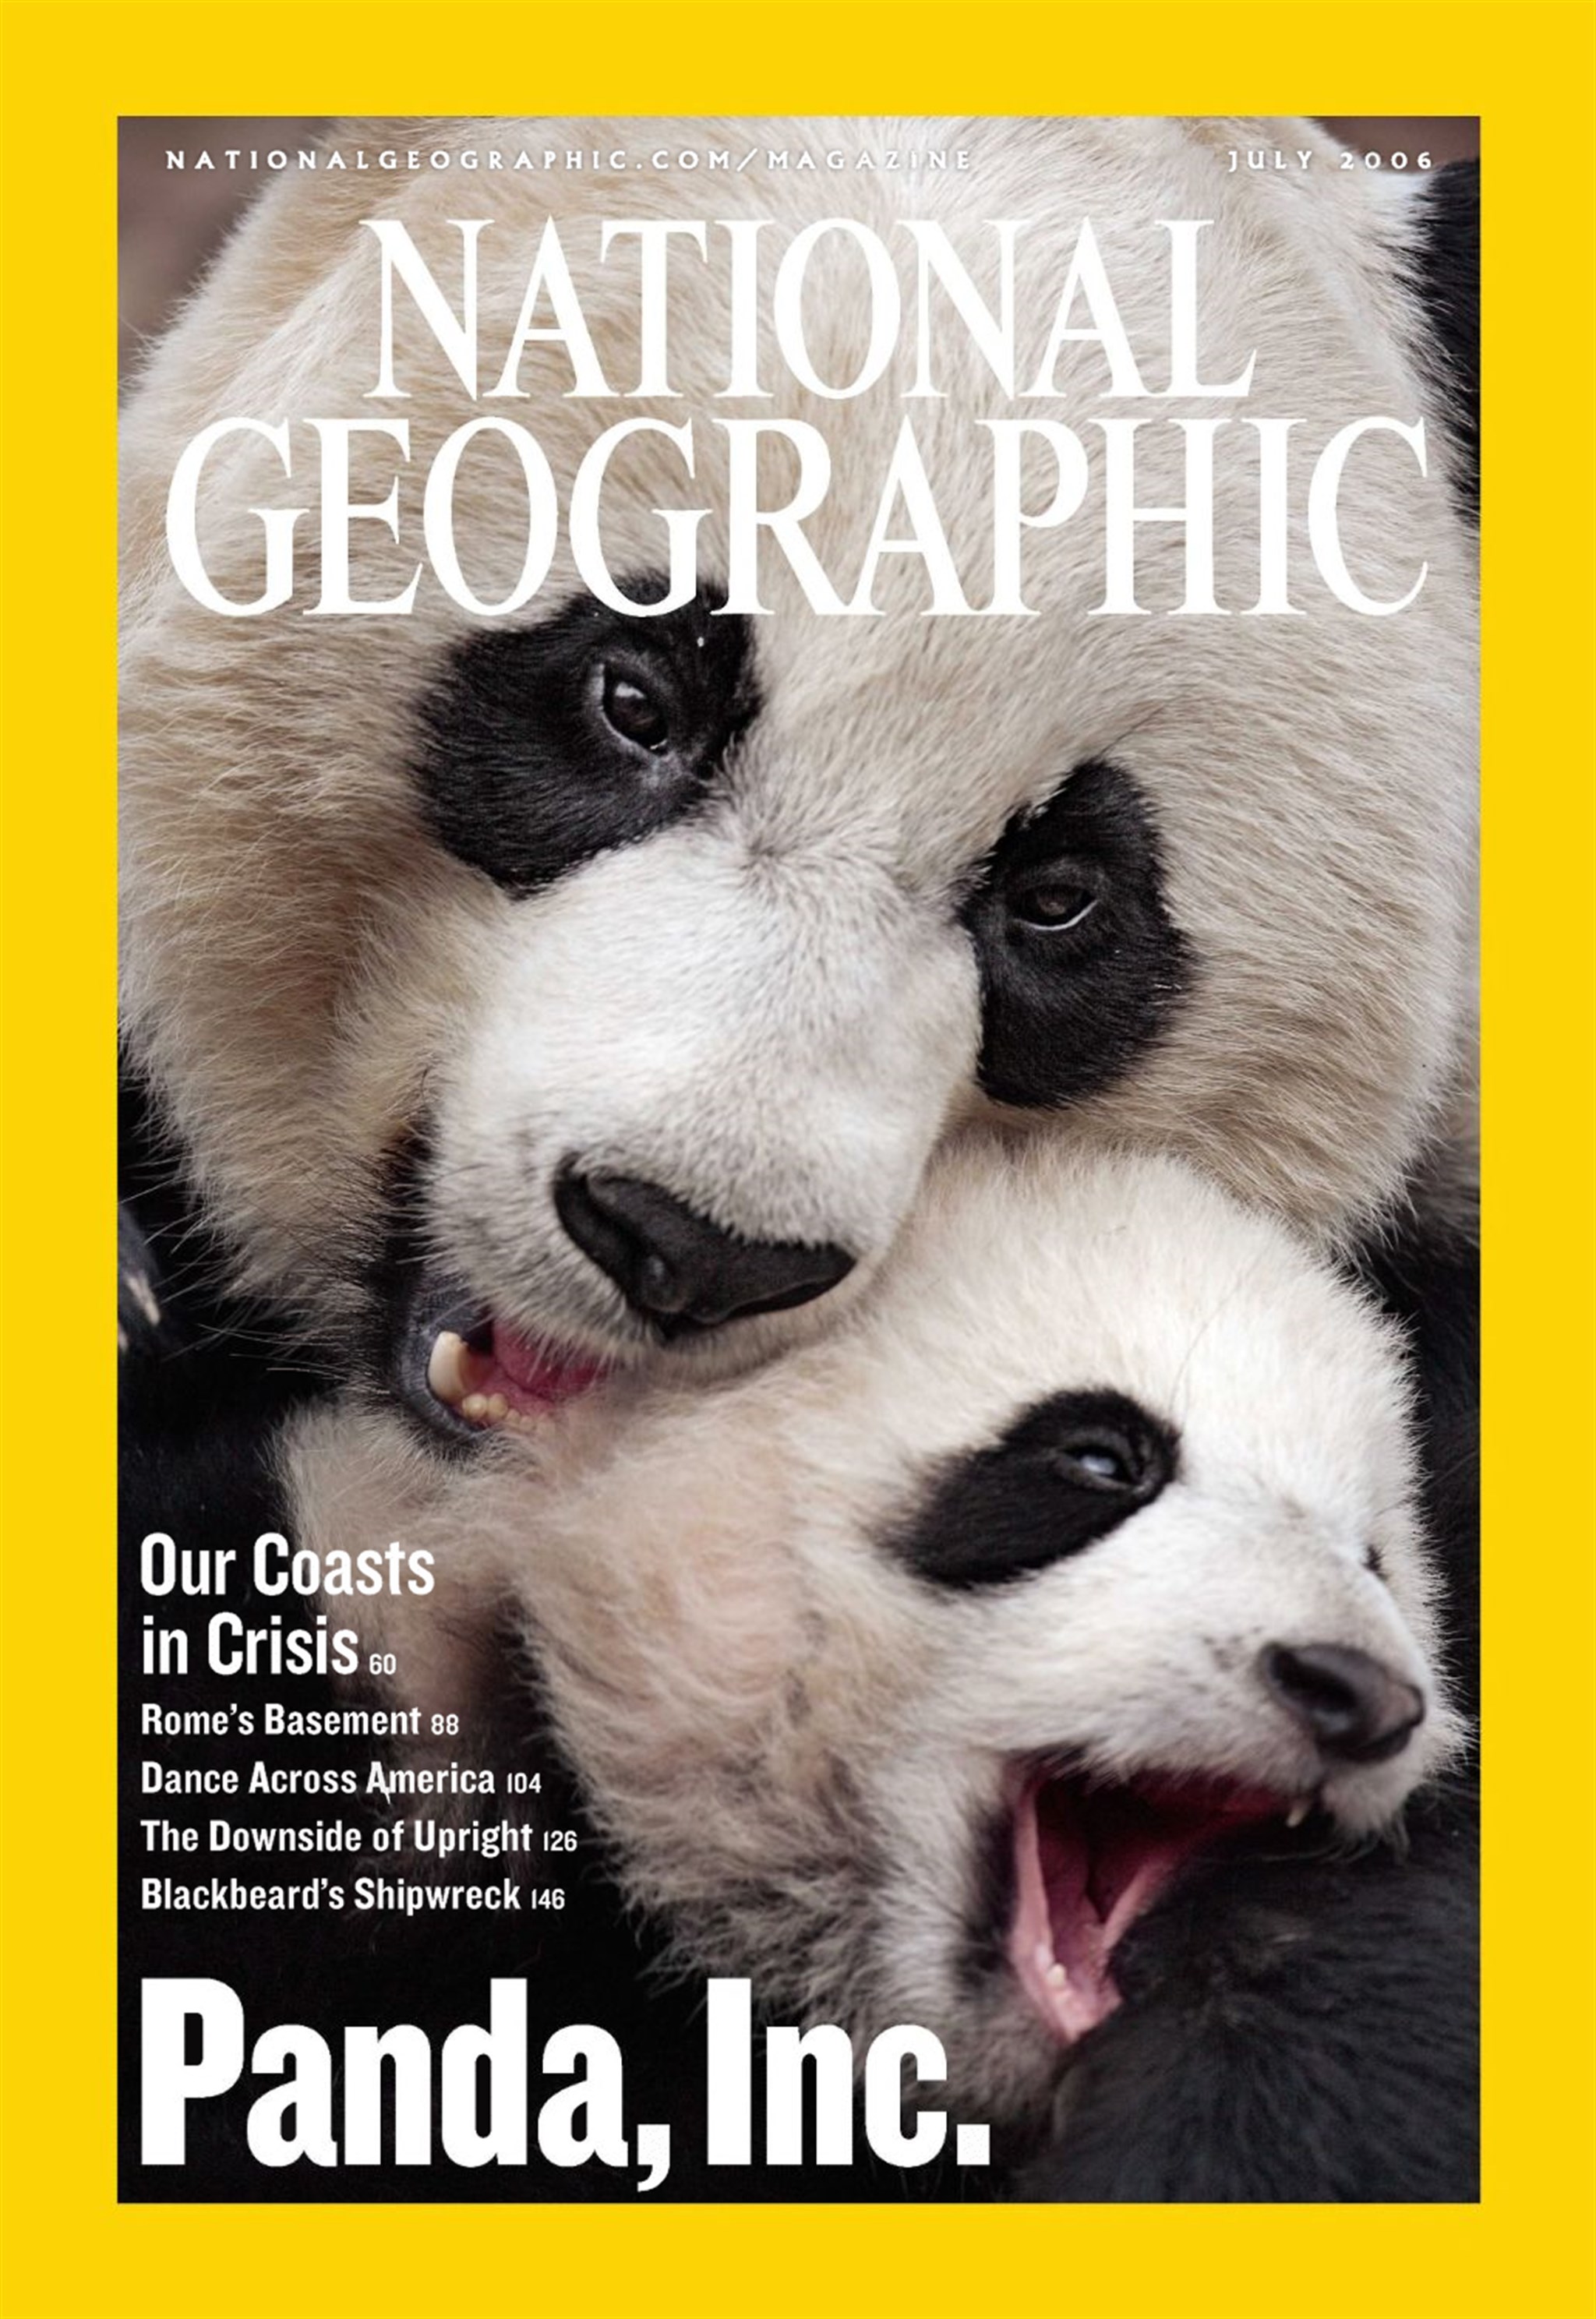 NATIONALGEOGRAPHIC.COM/MAGAZINE JULY 2006
NATIONAL
GEOGRAPHIC
Our Coasts
in Crisis 60
Rome's Basement 88
Dance Across America 104
The Downside of Upright 126
Blackbeard's Shipwreck 146
Panda, Inc.